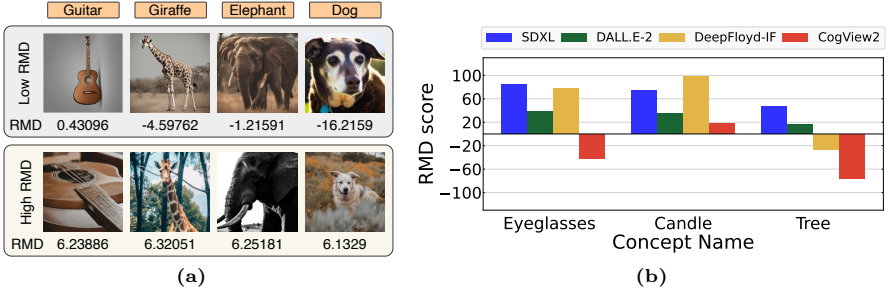 Guitar Giraffe Elephant Dog
Low RMD
RMD 0.43096 -4.59762 -1.21591 -16.2159
High RMD
RMD 6.23886 6.32051 6.25181 6.1329
(a)
SDXL DALL.E-2 DeepFloyd-IF CogView2
RMD score
100
60
20
−20
−60
−100
Eyeglasses Candle Tree
Concept Name
(b)